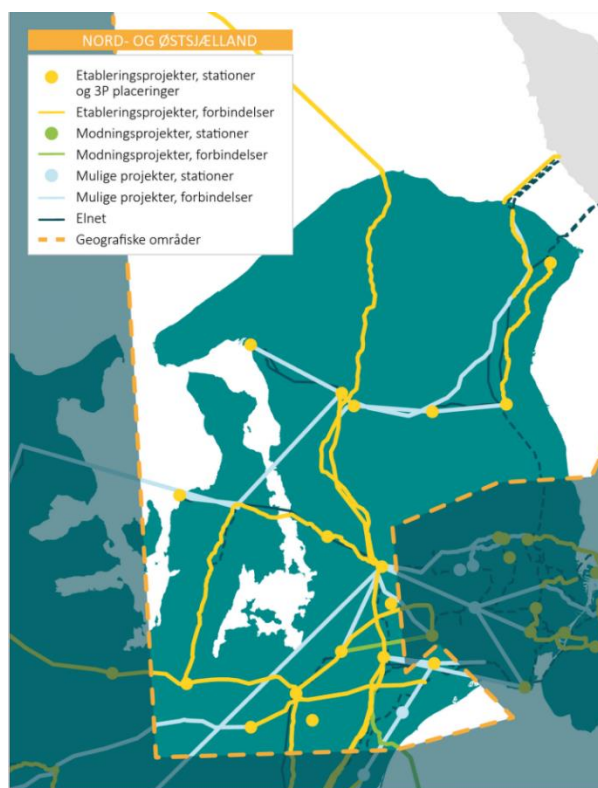 NORD- OG ØSTSJÆLLAND
Etableringsprojekter, stationer
og 3P placeringer
Etableringsprojekter, forbindelser
Modningsprojekter, stationer
Modningsprojekter, forbindelser
Mulige projekter, stationer
Mulige projekter, forbindelser
Elnet
Geografiske områder